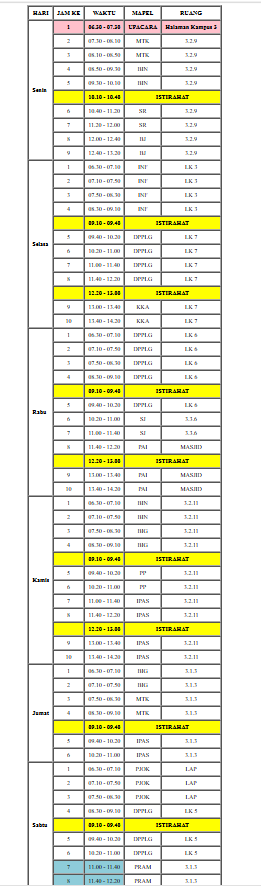 HARI JAM KE WAKTU MAPEL RUANG
Senin
1 06.30 - 07.30 UPACARA Halaman Kampus 3
2 07.30 - 08.10 MTK 3.2.9
3 08.10 - 08.50 MTK 3.2.9
4 08.50 - 09.30 BIN 3.2.9
5 09.30 - 10.10 BIN 3.2.9
10.10 - 10.40 ISTIRAHAT
6 10.40 - 11.20 SR 3.2.9
7 11.20 - 12.00 SR 3.2.9
8 12.00 - 12.40 BJ 3.2.9
9 12.40 - 13.20 BJ 3.2.9
Selasa
1 06.30 - 07.10 INF LK 3
2 07.10 - 07.50 INF LK 3
3 07.50 - 08.30 INF LK 3
4 08.30 - 09.10 INF LK 3
09.10 - 09.40 ISTIRAHAT
5 09.40 - 10.20 DPPLG LK 7
6 10.20 - 11.00 DPPLG LK 7
7 11.00 - 11.40 DPPLG LK 7
8 11.40 - 12.20 DPPLG LK 7
12.20 - 13.00 ISTIRAHAT
9 13.00 - 13.40 KKA LK 7
10 13.40 - 14.20 KKA LK 7
Rabu
1 06.30 - 07.10 DPPLG LK 6
2 07.10 - 07.50 DPPLG LK 6
3 07.50 - 08.30 DPPLG LK 6
4 08.30 - 09.10 DPPLG LK 6
09.10 - 09.40 ISTIRAHAT
5 09.40 - 10.20 DPPLG LK 6
6 10.20 - 11.00 SJ 3.3.6
7 11.00 - 11.40 SJ 3.3.6
8 11.40 - 12.20 PAI MASJID
12.20 - 13.00 ISTIRAHAT
9 13.00 - 13.40 PAI MASJID
10 13.40 - 14.20 PAI MASJID
Kamis
1 06.30 - 07.10 BIN 3.2.11
2 07.10 - 07.50 BIN 3.2.11
3 07.50 - 08.30 BIG 3.2.11
4 08.30 - 09.10 BIG 3.2.11
09.10 - 09.40 ISTIRAHAT
5 09.40 - 10.20 PP 3.2.11
6 10.20 - 11.00 PP 3.2.11
7 11.00 - 11.40 IPAS 3.2.11
8 11.40 - 12.20 IPAS 3.2.11
12.20 - 13.00 ISTIRAHAT
9 13.00 - 13.40 IPAS 3.2.11
10 13.40 - 14.20 IPAS 3.2.11
Jumat
1 06.30 - 07.10 BIG 3.1.3
2 07.10 - 07.50 BIG 3.1.3
3 07.50 - 08.30 MTK 3.1.3
4 08.30 - 09.10 MTK 3.1.3
09.10 - 09.40 ISTIRAHAT
5 09.40 - 10.20 IPAS 3.1.3
6 10.20 - 11.00 IPAS 3.1.3
Sabtu
1 06.30 - 07.10 PJOK LAP
2 07.10 - 07.50 PJOK LAP
3 07.50 - 08.30 PJOK LAP
4 08.30 - 09.10 DPPLG LK 5
09.10 - 09.40 ISTIRAHAT
5 09.40 - 10.20 DPPLG LK 5
6 10.20 - 11.00 DPPLG LK 5
7 11.00 - 11.40 PRAM 3.1.3
8 11.40 - 12.20 PRAM 3.1.3